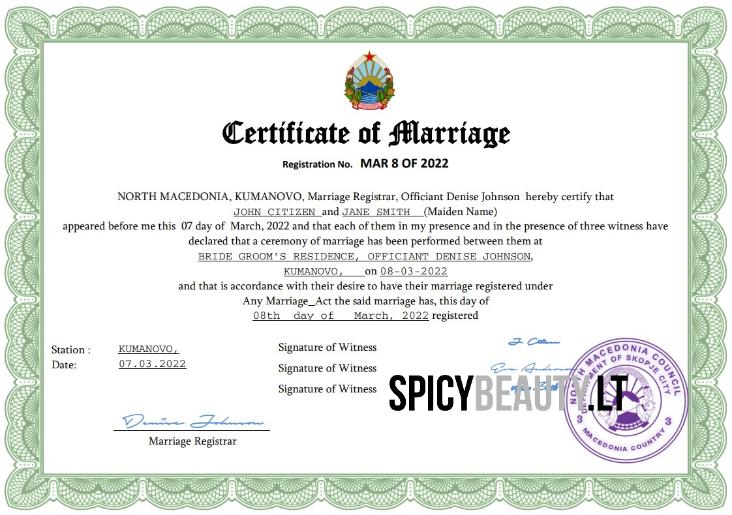 Certificate of Marriage
Registration No. MAR 8 OF 2022
NORTH MACEDONIA, KUMANOVO, Marriage Registrar, Officiant Denise Johnson hereby certify that
JOHN CITIZEN and JANE SMITH (Maiden Name)
appeared before me this 07 day of March, 2022 and that each of them in my presence and in the presence of three witness have
declared that a ceremony of marriage has been performed between them at
BRIDE GROOM'S RESIDENCE, OFFICIANT DENISE JOHNSON,
KUMANOVO, on 08-03-2022
and that is accordance with their desire to have their marriage registered under
Any Marriage_Act the said marriage has, this day of
08th day of March, 2022 registered
Station : KUMANOVO,
Date: 07.03.2022
Signature of Witness
Signature of Witness
Signature of Witness
Denise Johnson
Marriage Registrar
SPICYBEAUTY.LT
NORTH MACEDONIA COUNCIL
DEPARTMENT OF SKOPJE CITY
3 MACEDONIA COUNTRY 3